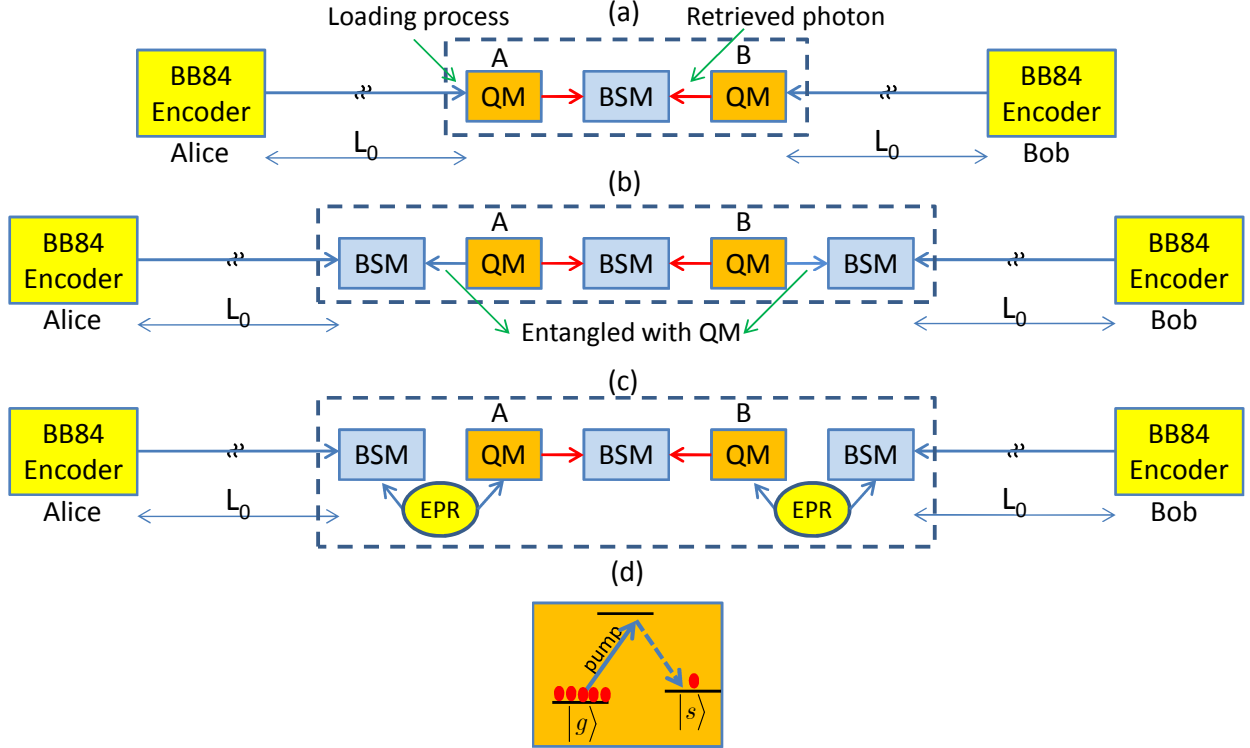 (a)
Loading process
Retrieved photon
A
B
BB84
Encoder
QM
BSM
QM
BB84
Encoder
Alice
L₀
L₀
Bob
(b)
A
B
BB84
Encoder
BSM
QM
BSM
QM
BSM
BB84
Encoder
Alice
L₀
Entangled with QM
L₀
Bob
(c)
A
B
BB84
Encoder
BSM
QM
BSM
QM
BSM
BB84
Encoder
Alice
L₀
EPR
EPR
L₀
Bob
(d)
pump
|g⟩
|s⟩